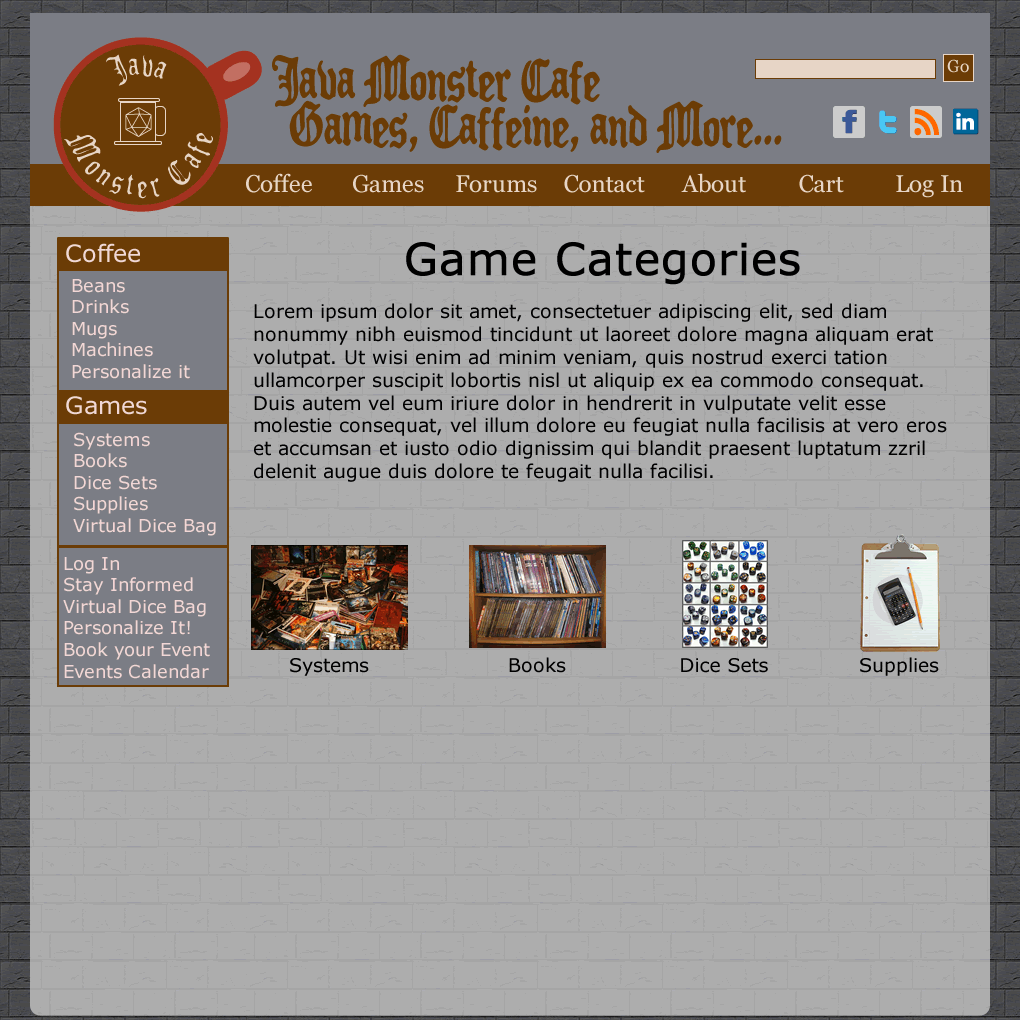 Java
Monster Cafe
Java Monster Cafe
Games, Caffeine, and More...
Go
f
t
in
Coffee Games Forums Contact About Cart Log In
Coffee
Beans
Drinks
Mugs
Machines
Personalize it
Games
Systems
Books
Dice Sets
Supplies
Virtual Dice Bag
Log In
Stay Informed
Virtual Dice Bag
Personalize It!
Book your Event
Events Calendar
Game Categories
Lorem ipsum dolor sit amet, consectetuer adipiscing elit, sed diam
nonummy nibh euismod tincidunt ut laoreet dolore magna aliquam erat
volutpat. Ut wisi enim ad minim veniam, quis nostrud exerci tation
ullamcorper suscipit lobortis nisl ut aliquip ex ea commodo consequat.
Duis autem vel eum iriure dolor in hendrerit in vulputate velit esse
molestie consequat, vel illum dolore eu feugiat nulla facilisis at vero eros
et accumsan et iusto odio dignissim qui blandit praesent luptatum zzril
delenit augue duis dolore te feugait nulla facilisi.
Systems Books Dice Sets Supplies